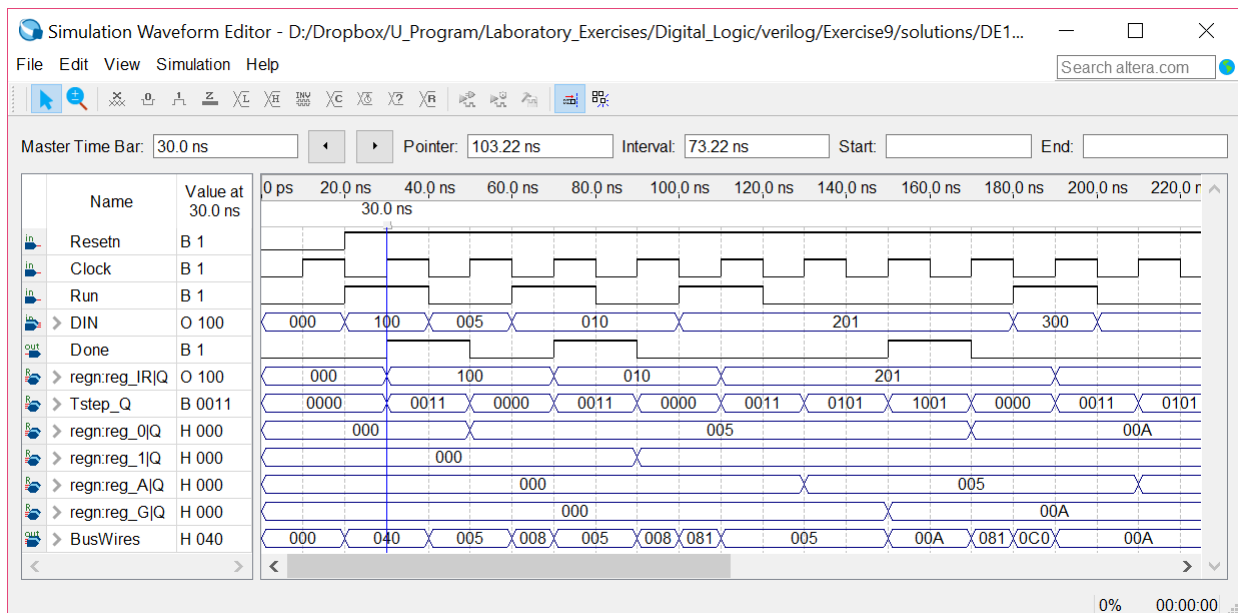 Simulation Waveform Editor - D:/Dropbox/U_Program/Laboratory_Exercises/Digital_Logic/verilog/Exercise9/solutions/DE1...
File Edit View Simulation Help
Search altera.com
Master Time Bar: 30.0 ns Pointer: 103.22 ns Interval: 73.22 ns Start: End:
Name Value at 30.0 ns 0 ps 20.0 ns 40.0 ns 60.0 ns 80.0 ns 100.0 ns 120.0 ns 140.0 ns 160.0 ns 180.0 ns 200.0 ns 220.0 n
30.0 ns
Resetn B 1
Clock B 1
Run B 1
DIN O 100 000 100 005 010 201 300
Done B 1
regn:reg_IR|Q O 100 000 100 010 201
Tstep_Q B 0011 0000 0011 0000 0011 0000 0011 0101 1001 0000 0011 0101
regn:reg_0|Q H 000 000 005 00A
regn:reg_1|Q H 000 000
regn:reg_A|Q H 000 000 005
regn:reg_G|Q H 000 000 00A
BusWires H 040 000 040 005 008 005 008 081 005 00A 081 0C0 00A
0% 00:00:00